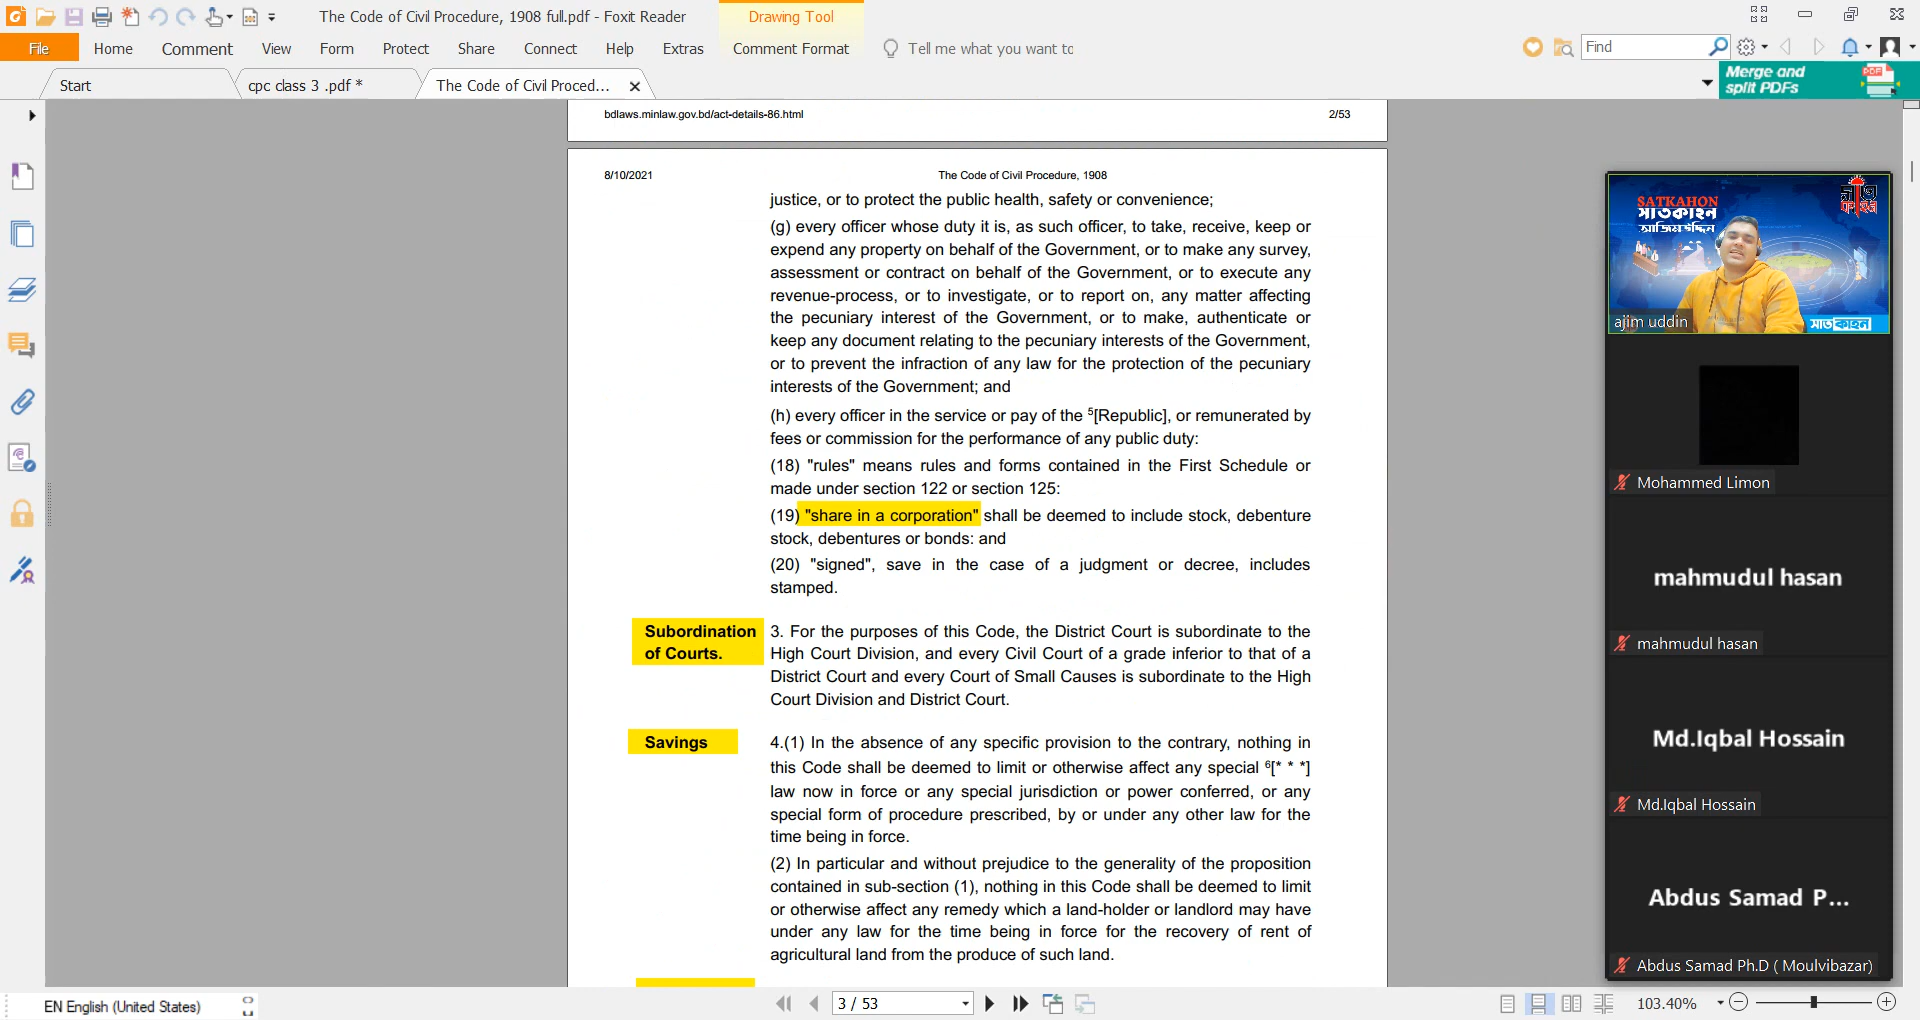 The Code of Civil Procedure, 1908 full.pdf - Foxit Reader
Drawing Tool
File
Home
Comment
View
Form
Protect
Share
Connect
Help
Extras
Comment Format
Tell me what you want to
Find
Start
cpc class 3 .pdf *
The Code of Civil Proced...
Merge and
split PDFs
PDF
bdlaws.minlaw.gov.bd/act-details-86.html
2/53
8/10/2021
The Code of Civil Procedure, 1908
justice, or to protect the public health, safety or convenience;
(g) every officer whose duty it is, as such officer, to take, receive, keep or
expend any property on behalf of the Government, or to make any survey,
assessment or contract on behalf of the Government, or to execute any
revenue-process, or to investigate, or to report on, any matter affecting
the pecuniary interest of the Government, or to make, authenticate or
keep any document relating to the pecuniary interests of the Government,
or to prevent the infraction of any law for the protection of the pecuniary
interests of the Government; and
(h) every officer in the service or pay of the 5[Republic], or remunerated by
fees or commission for the performance of any public duty:
(18) "rules" means rules and forms contained in the First Schedule or
made under section 122 or section 125:
(19) "share in a corporation" shall be deemed to include stock, debenture
stock, debentures or bonds: and
(20) "signed", save in the case of a judgment or decree, includes
stamped.
Subordination
of Courts.
3. For the purposes of this Code, the District Court is subordinate to the
High Court Division, and every Civil Court of a grade inferior to that of a
District Court and every Court of Small Causes is subordinate to the High
Court Division and District Court.
Savings
4.(1) In the absence of any specific provision to the contrary, nothing in
this Code shall be deemed to limit or otherwise affect any special 6[* * *]
law now in force or any special jurisdiction or power conferred, or any
special form of procedure prescribed, by or under any other law for the
time being in force.
(2) In particular and without prejudice to the generality of the proposition
contained in sub-section (1), nothing in this Code shall be deemed to limit
or otherwise affect any remedy which a land-holder or landlord may have
under any law for the time being in force for the recovery of rent of
agricultural land from the produce of such land.
SATKAHON
সাতকাহন
আজিম উদ্দিন
ajim uddin
সাতকাহন
Mohammed Limon
mahmudul hasan
mahmudul hasan
Md.Iqbal Hossain
Md.Iqbal Hossain
Abdus Samad P...
Abdus Samad Ph.D ( Moulvibazar)
EN English (United States)
3 / 53
103.40%